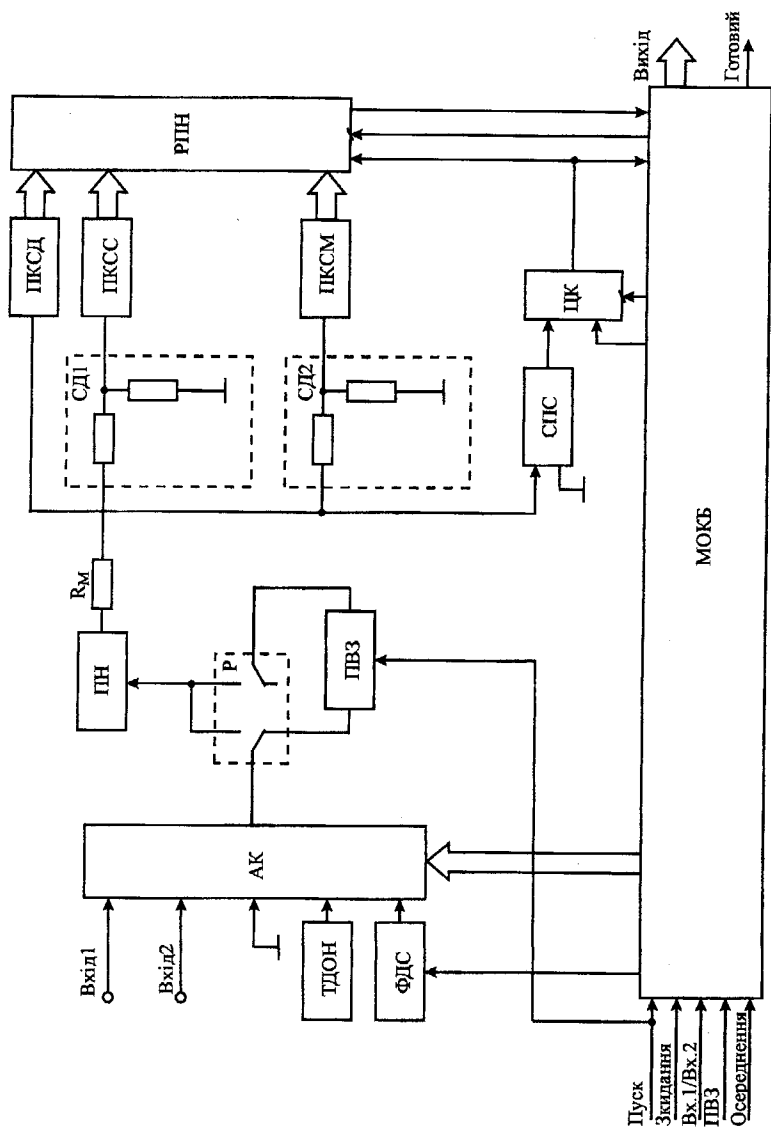 Вхід1
Вхід2
ТДОН
ФДС
АК
ПН
R_M
Р
ПВЗ
СД1
СД2
ПКСД
ПКСС
ПКСМ
РПН
СПС
ЦК
МОКБ
Пуск
Зкидання
Вх.1/Вх.2
ПВЗ
Осереднення
Вихід
Готовий